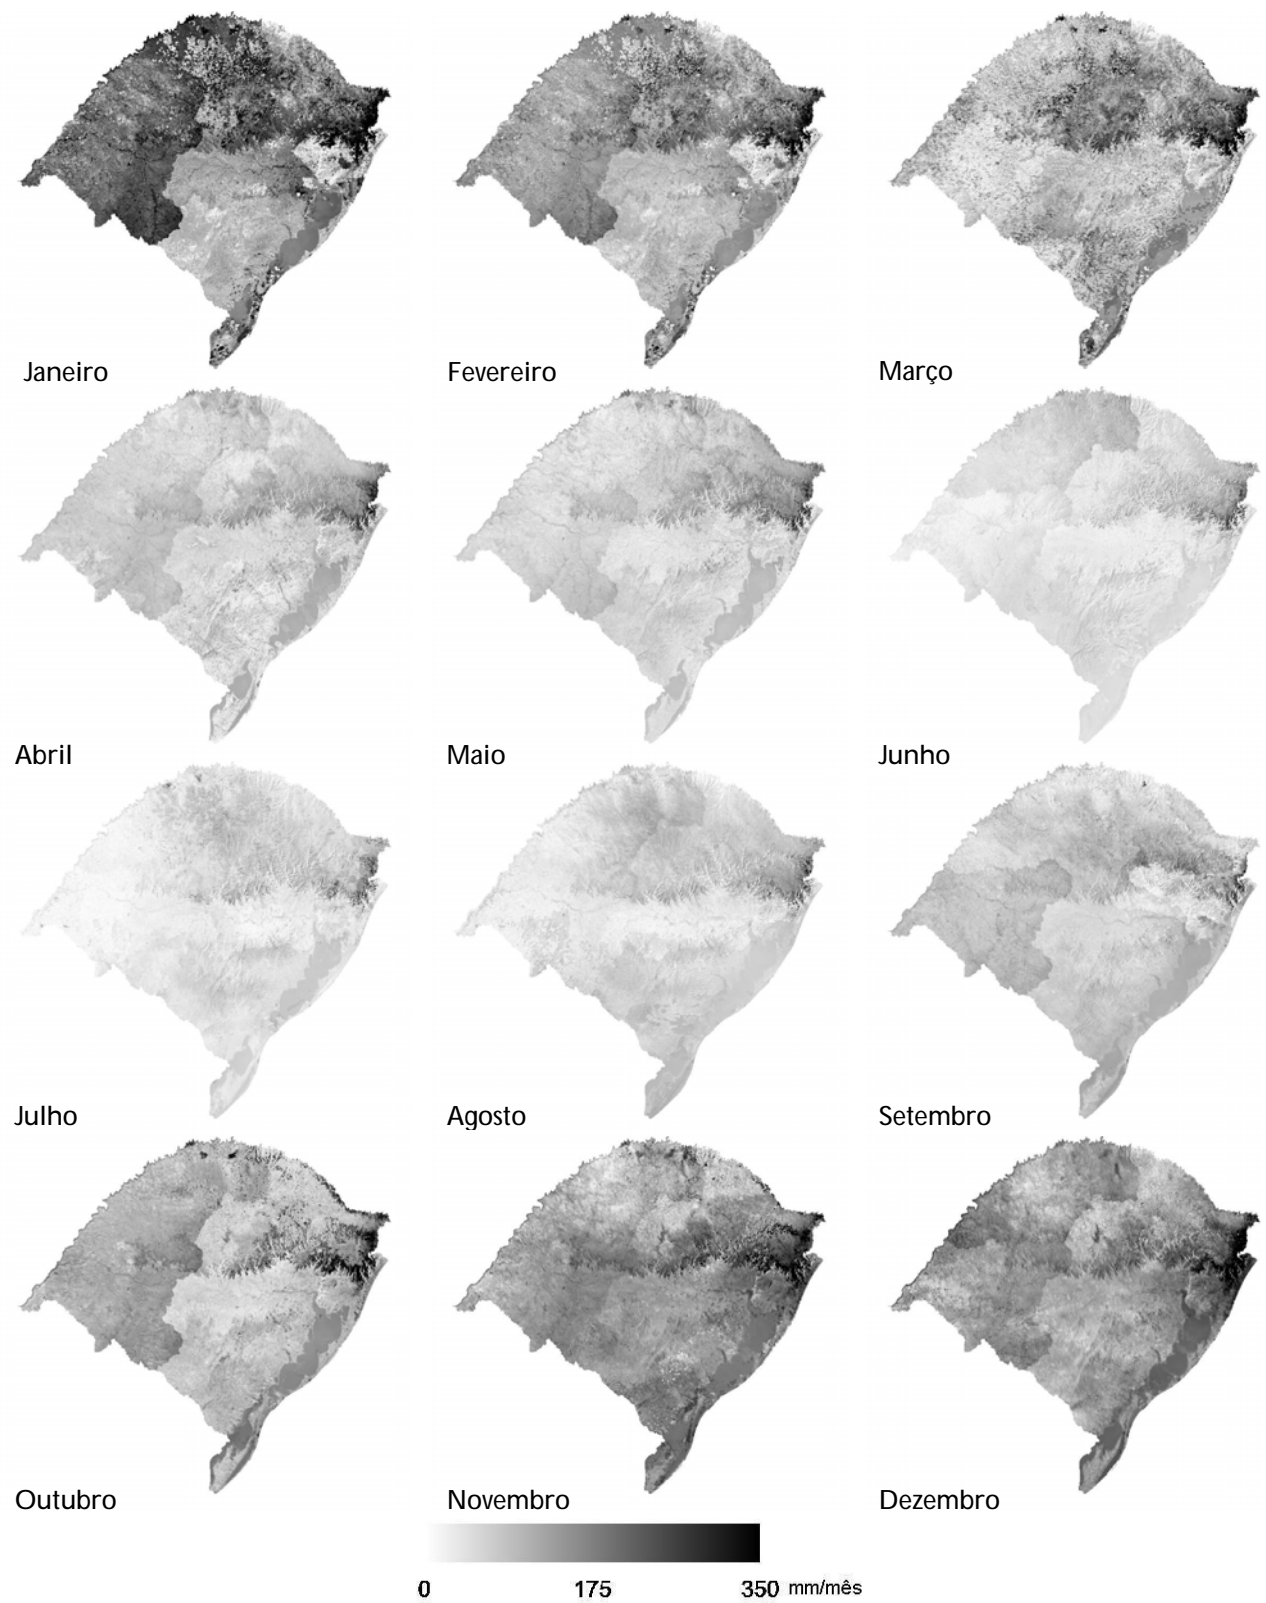 Janeiro Fevereiro Março
Abril Maio Junho
Julho Agosto Setembro
Outubro Novembro Dezembro
0 175 350 mm/mês